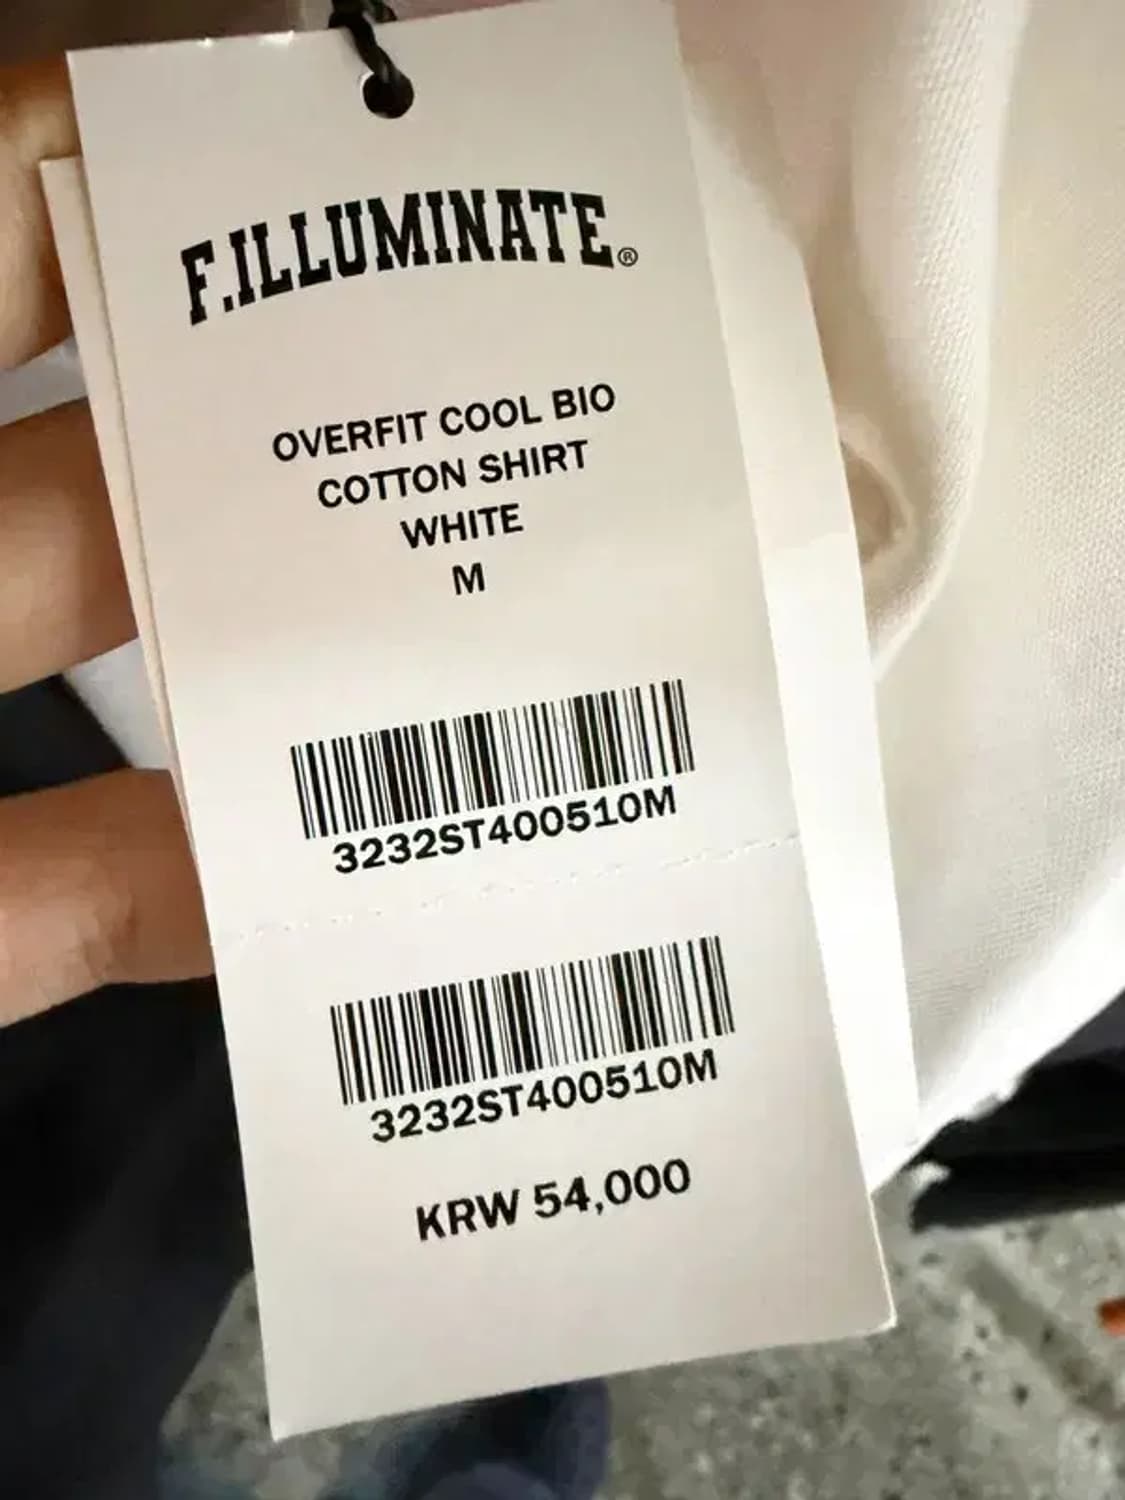 F.ILLUMINATE®
OVERFIT COOL BIO
COTTON SHIRT
WHITE
M
3232ST400510M
3232ST400510M
KRW 54,000